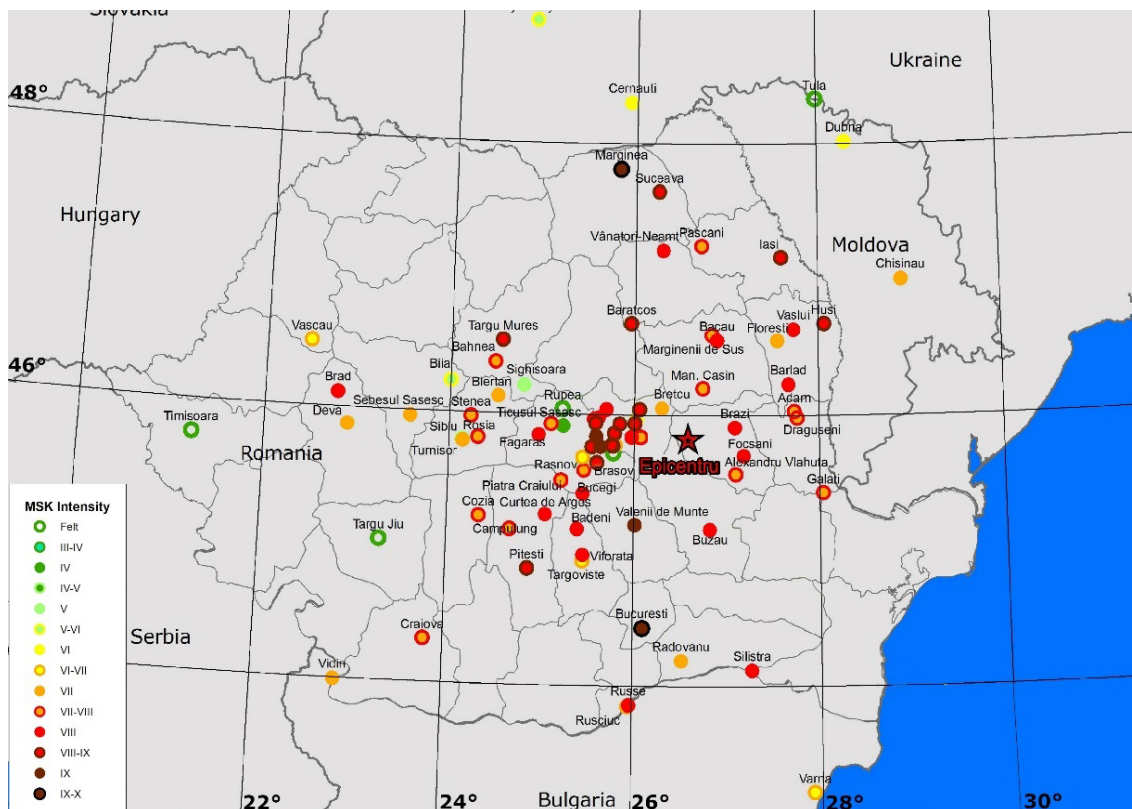 Slovakia
Ukraine
48°
Cernauti
Tula
Dubna
Marginea
Suceava
Hungary
Vânatori-Neamt
Pascani
Iasi
Moldova
Chisinau
Vascau
Targu Mures
Baratcos
Bacau
Floresti
Vaslui
Husi
Bahnea
Marginenii de Sus
46°
Biia
Sighisoara
Brad
Biertan
Rupea
Bretcu
Man. Casin
Barlad
Timisoara
Deva
Sebesul Sasesc
Stenea
Ticusul Sasesc
Adam
Romania
Sibiu
Rosia
Brazi
Draguseni
Turnisor
Fagaras
Focsani
Epicentru
Rasnov
Brasov
Alexandru Vlahuta
Galati
Piatra Craiului
Bucegi
MSK Intensity
Felt
III-IV
IV
IV-V
V
V-VI
VI
VI-VII
VII
VII-VIII
VIII
VIII-IX
IX
IX-X
Cozia
Curtea de Arges
Valenii de Munte
Targu Jiu
Campulung
Badeni
Buzau
Pitesti
Viforata
Targoviste
Craiova
Bucuresti
Serbia
Radovanu
Silistra
Vidin
Russe
Rusciuc
Varna
22°
24°
Bulgaria
26°
28°
30°